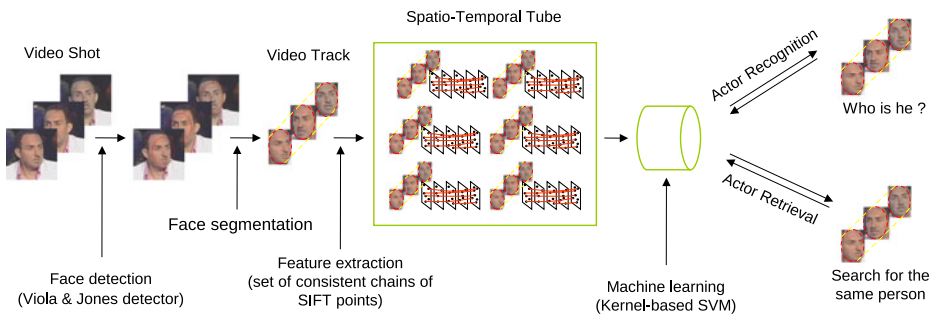 Spatio-Temporal Tube
Video Shot
Video Track
Actor Recognition
Who is he ?
Actor Retrieval
Face segmentation
Face detection
(Viola & Jones detector)
Feature extraction
(set of consistent chains of
SIFT points)
Machine learning
(Kernel-based SVM)
Search for the
same person